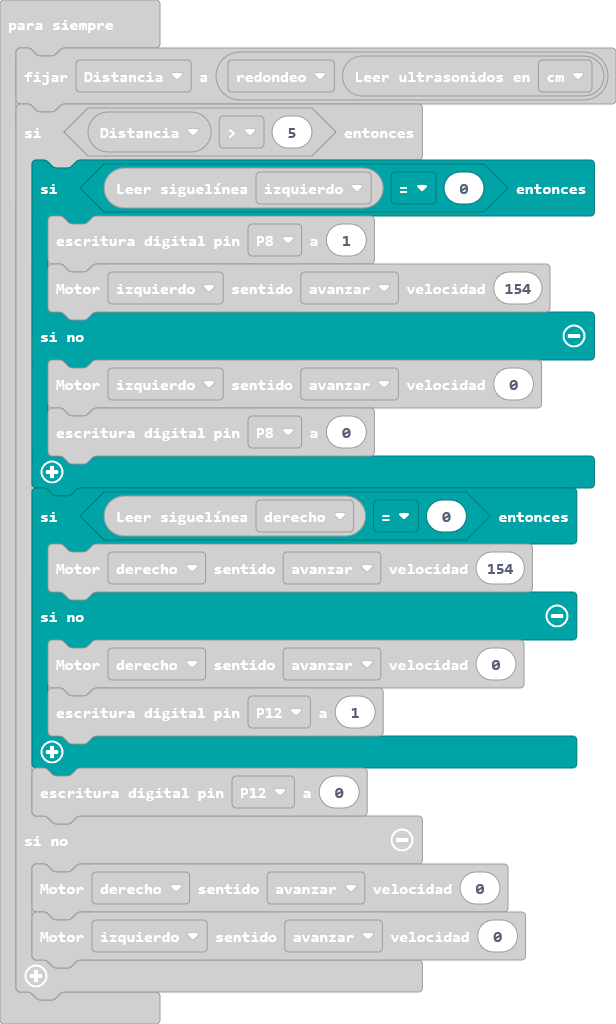 para siempre
fijar Distancia a redondeo Leer ultrasonidos en cm
si Distancia > 5 entonces
si Leer siguelínea izquierdo = 0 entonces
escritura digital pin P8 a 1
Motor izquierdo sentido avanzar velocidad 154
si no
Motor izquierdo sentido avanzar velocidad 0
escritura digital pin P8 a 0
si Leer siguelínea derecho = 0 entonces
Motor derecho sentido avanzar velocidad 154
si no
Motor derecho sentido avanzar velocidad 0
escritura digital pin P12 a 1
escritura digital pin P12 a 0
si no
Motor derecho sentido avanzar velocidad 0
Motor izquierdo sentido avanzar velocidad 0